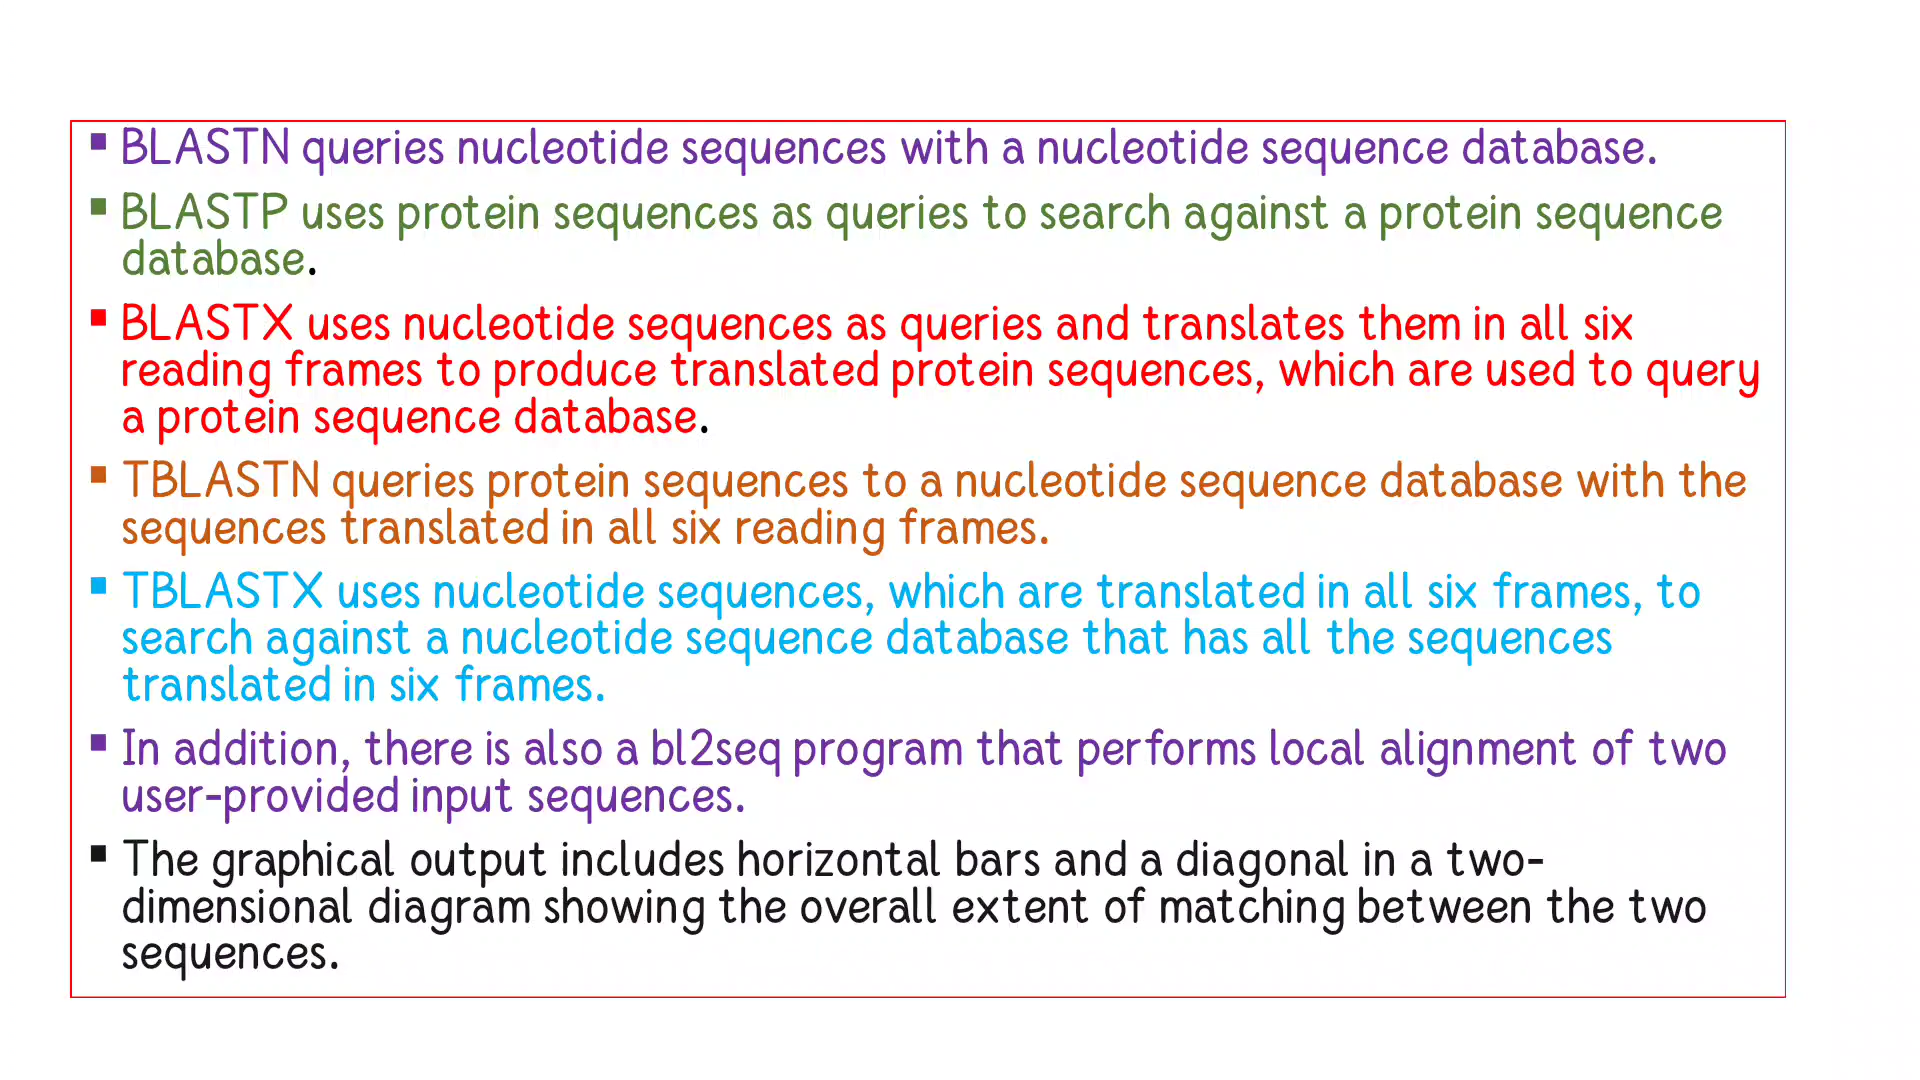 ▪ BLASTN queries nucleotide sequences with a nucleotide sequence database.
▪ BLASTP uses protein sequences as queries to search against a protein sequence
database.
▪ BLASTX uses nucleotide sequences as queries and translates them in all six
reading frames to produce translated protein sequences, which are used to query
a protein sequence database.
▪ TBLASTN queries protein sequences to a nucleotide sequence database with the
sequences translated in all six reading frames.
▪ TBLASTX uses nucleotide sequences, which are translated in all six frames, to
search against a nucleotide sequence database that has all the sequences
translated in six frames.
▪ In addition, there is also a bl2seq program that performs local alignment of two
user-provided input sequences.
▪ The graphical output includes horizontal bars and a diagonal in a two-
dimensional diagram showing the overall extent of matching between the two
sequences.